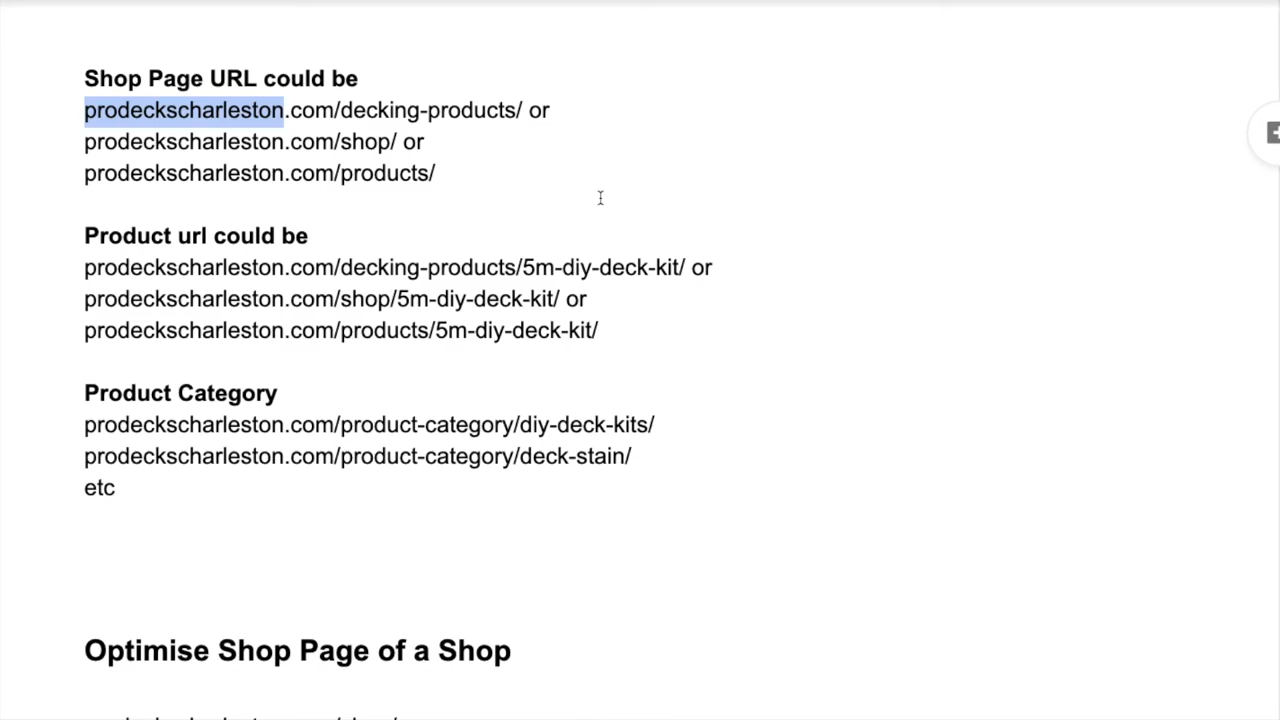 Shop Page URL could be
prodeckscharleston.com/decking-products/ or
prodeckscharleston.com/shop/ or
prodeckscharleston.com/products/
Product url could be
prodeckscharleston.com/decking-products/5m-diy-deck-kit/ or
prodeckscharleston.com/shop/5m-diy-deck-kit/ or
prodeckscharleston.com/products/5m-diy-deck-kit/
Product Category
prodeckscharleston.com/product-category/diy-deck-kits/
prodeckscharleston.com/product-category/deck-stain/
etc
Optimise Shop Page of a Shop